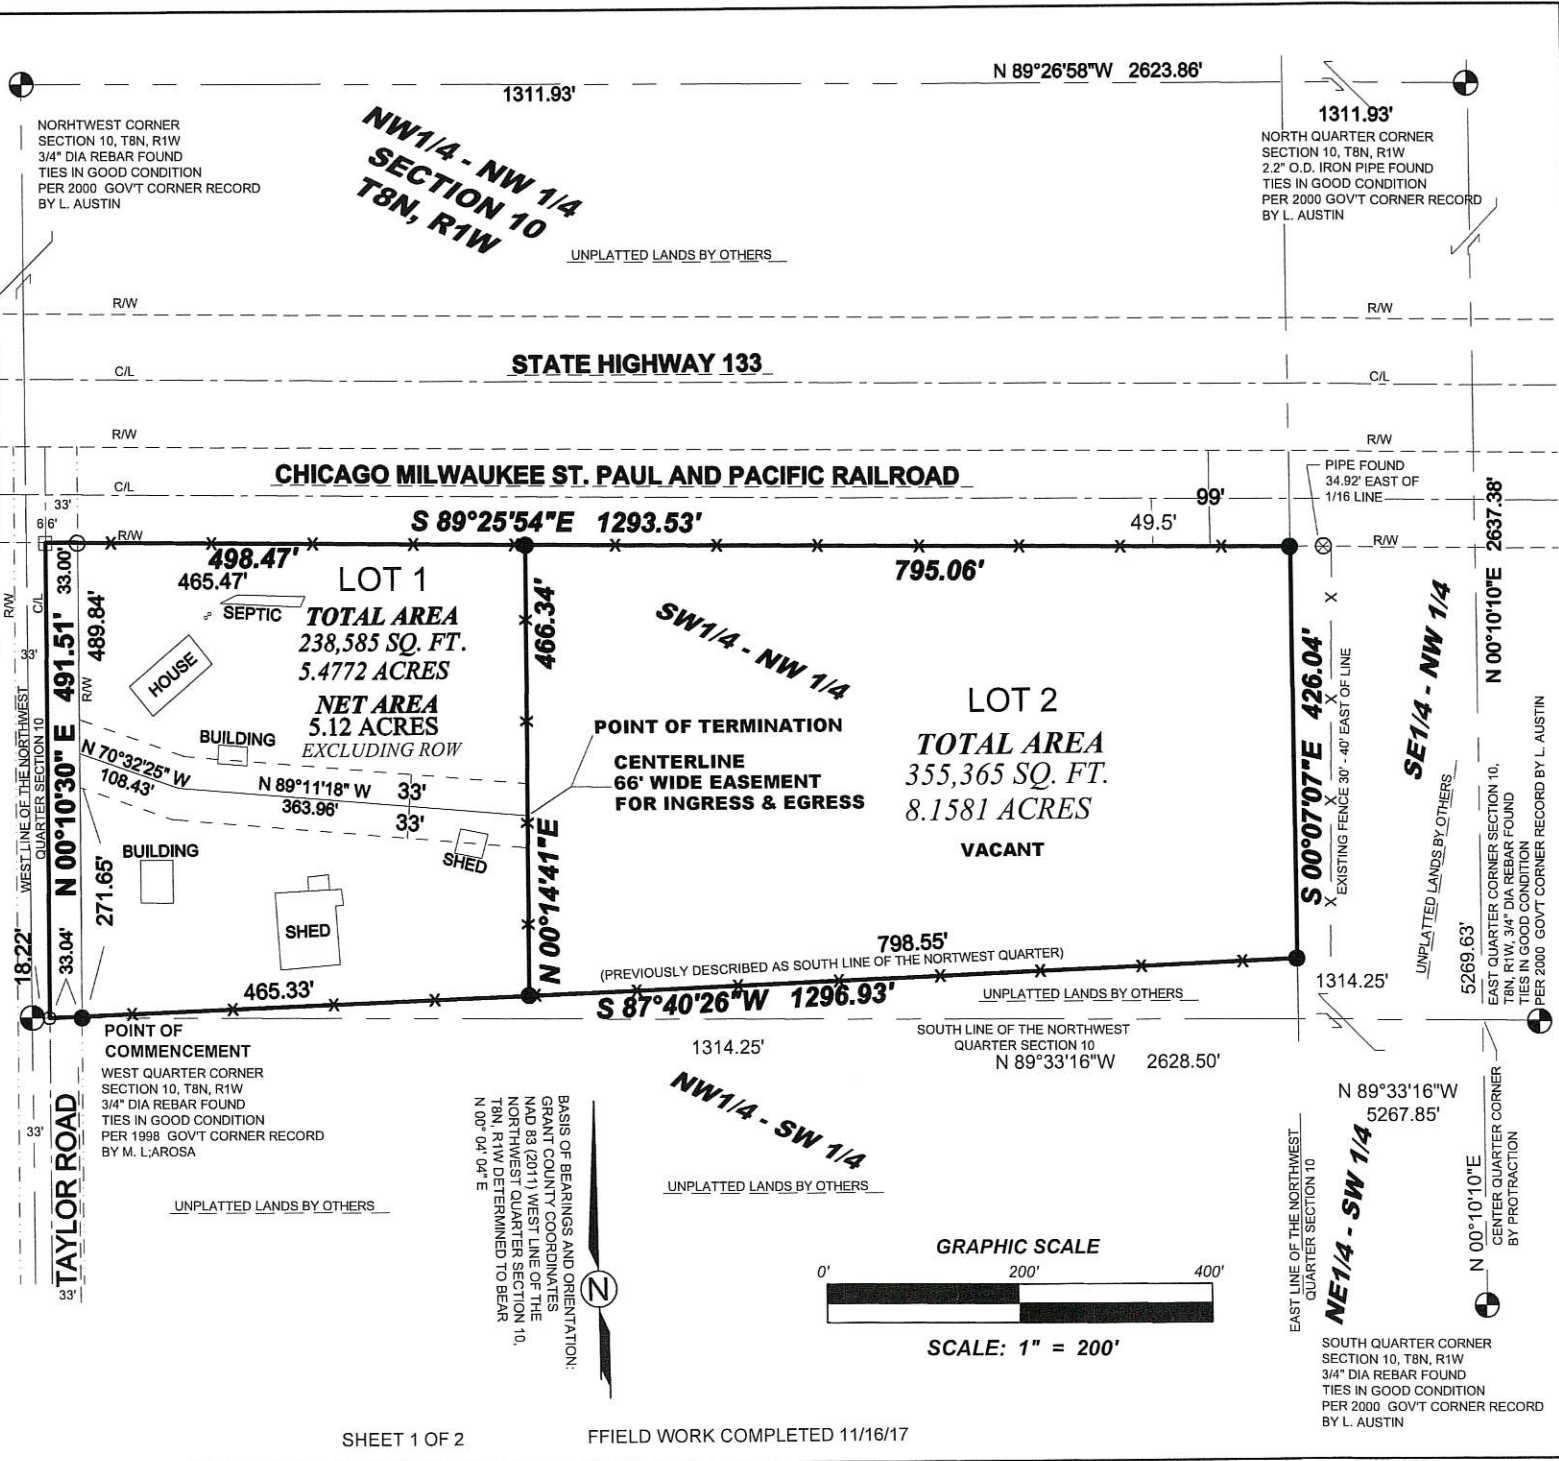 N 89°26'58"W 2623.86'
1311.93'
1311.93'
NORHTWEST CORNER
SECTION 10, T8N, R1W
3/4" DIA REBAR FOUND
TIES IN GOOD CONDITION
PER 2000 GOV'T CORNER RECORD
BY L. AUSTIN
NW1/4 - NW 1/4
SECTION 10
T8N, R1W
NORTH QUARTER CORNER
SECTION 10, T8N, R1W
2.2" O.D. IRON PIPE FOUND
TIES IN GOOD CONDITION
PER 2000 GOV'T CORNER RECORD
BY L. AUSTIN
UNPLATTED LANDS BY OTHERS
R/W
R/W
STATE HIGHWAY 133
C/L
C/L
R/W
R/W
CHICAGO MILWAUKEE ST. PAUL AND PACIFIC RAILROAD
C/L
PIPE FOUND
34.92' EAST OF
1/16 LINE
99'
49.5'
33'
66'
R/W
R/W
S 89°25'54"E 1293.53'
498.47'
465.47'
795.06'
33.00'
R/W
C/L
33'
R/W
489.84'
N 00°10'30" E 491.51'
WEST LINE OF THE NORTHWEST
QUARTER SECTION 10
LOT 1
TOTAL AREA
238,585 SQ. FT.
5.4772 ACRES
NET AREA
5.12 ACRES
EXCLUDING ROW
SEPTIC
HOUSE
BUILDING
N 70°32'25" W
108.43'
N 89°11'18" W
363.96'
33'
33'
BUILDING
SHED
SHED
271.65'
18.22'
33.04'
465.33'
466.34'
N 00°14'41"E
SW1/4 - NW 1/4
POINT OF TERMINATION
CENTERLINE
66' WIDE EASEMENT
FOR INGRESS & EGRESS
LOT 2
TOTAL AREA
355,365 SQ. FT.
8.1581 ACRES
VACANT
S 00°07'07"E 426.04'
EXISTING FENCE 30' - 40' EAST OF LINE
SE1/4 - NW 1/4
UNPLATTED LANDS BY OTHERS
N 00°10'10"E 2637.38'
5269.63'
EAST QUARTER CORNER SECTION 10,
T8N, R1W, 3/4" DIA REBAR FOUND
TIES IN GOOD CONDITION
PER 2000 GOV'T CORNER RECORD BY L. AUSTIN
798.55'
(PREVIOUSLY DESCRIBED AS SOUTH LINE OF THE NORTWEST QUARTER)
S 87°40'26"W 1296.93'
UNPLATTED LANDS BY OTHERS
1314.25'
SOUTH LINE OF THE NORTHWEST
QUARTER SECTION 10
N 89°33'16"W 2628.50'
1314.25'
POINT OF
COMMENCEMENT
WEST QUARTER CORNER
SECTION 10, T8N, R1W
3/4" DIA REBAR FOUND
TIES IN GOOD CONDITION
PER 1998 GOV'T CORNER RECORD
BY M. L;AROSA
TAYLOR ROAD
33'
33'
UNPLATTED LANDS BY OTHERS
BASIS OF BEARINGS AND ORIENTATION:
GRANT COUNTY COORDINATES
NAD 83 (2011) WEST LINE OF THE
NORTHWEST QUARTER SECTION 10,
T8N, R1W DETERMINED TO BEAR
N 00° 04' 04" E
N
NW1/4 - SW 1/4
UNPLATTED LANDS BY OTHERS
N 89°33'16"W
5267.85'
EAST LINE OF THE NORTHWEST
QUARTER SECTION 10
NE1/4 - SW 1/4
N 00°10'10"E
CENTER QUARTER CORNER
BY PROTRACTION
GRAPHIC SCALE
0' 200' 400'
SCALE: 1" = 200'
SOUTH QUARTER CORNER
SECTION 10, T8N, R1W
3/4" DIA REBAR FOUND
TIES IN GOOD CONDITION
PER 2000 GOV'T CORNER RECORD
BY L. AUSTIN
SHEET 1 OF 2
FFIELD WORK COMPLETED 11/16/17